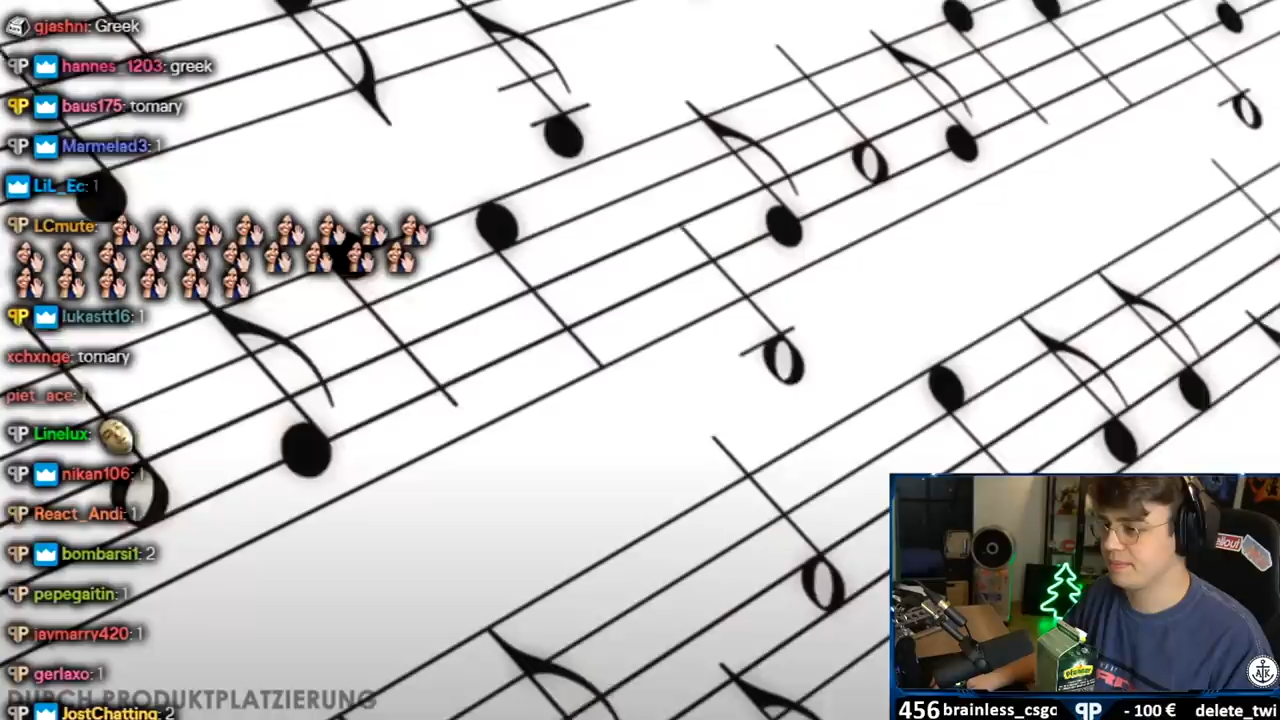 gjashni: Greek
hannes_1203: greek
baus175: tomary
Marmelad3: 1
LiL_Ec: 1
LCmute:
lukastt16: 1
xchxnge: tomary
piet_ace: 1
Linelux:
nikan106: 1
React_Andi: 1
bombarsi1: 2
pepegaitin: 1
javmarry420: 1
gerlaxo: 1
DURCH PRODUKTPLATZIERUNG
JostChatting: 2
456 brainless_csgo - 100 € delete_twi